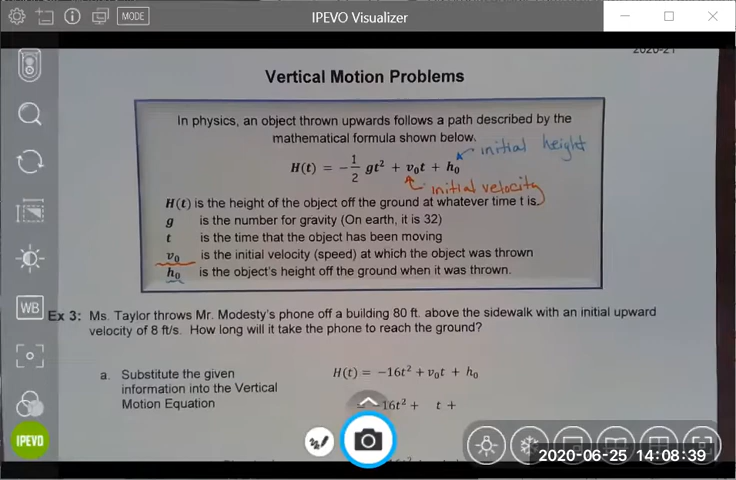 IPEVO Visualizer
MODE
2020-21
Vertical Motion Problems
In physics, an object thrown upwards follows a path described by the
mathematical formula shown below.
initial height
H(t) = −1/2 gt² + v₀t + h₀
initial velocity
H(t) is the height of the object off the ground at whatever time t is.
g is the number for gravity (On earth, it is 32)
t is the time that the object has been moving
v₀ is the initial velocity (speed) at which the object was thrown
h₀ is the object's height off the ground when it was thrown.
WB
Ex 3: Ms. Taylor throws Mr. Modesty's phone off a building 80 ft. above the sidewalk with an initial upward
velocity of 8 ft/s. How long will it take the phone to reach the ground?
a. Substitute the given H(t) = −16t² + v₀t + h₀
information into the Vertical
Motion Equation 16t² + t +
IPEVO
2020-06-25 14:08:39